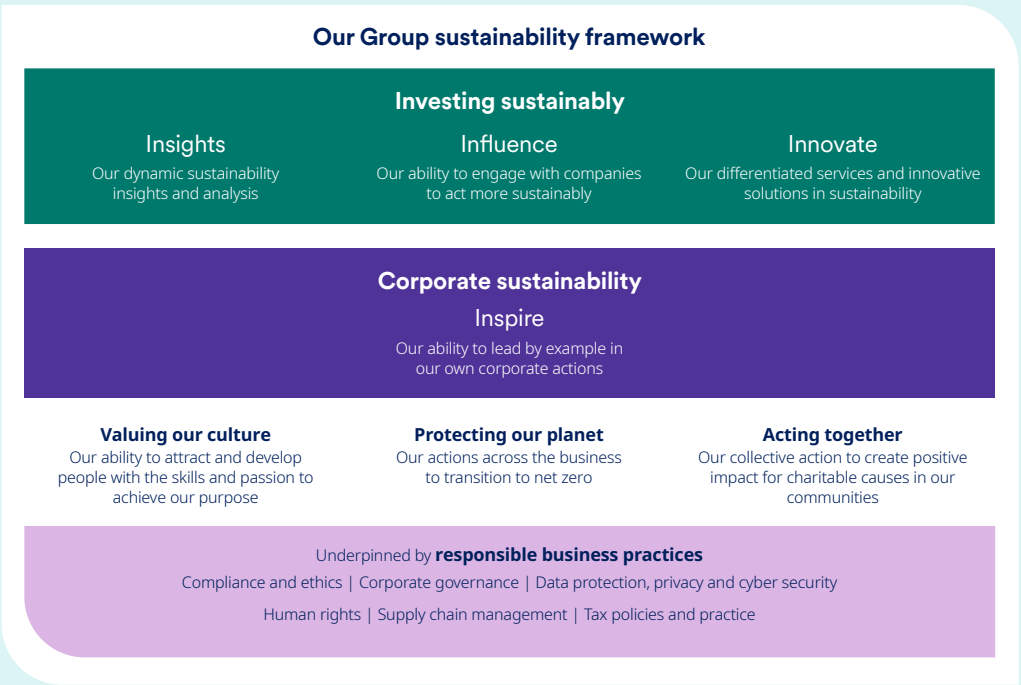 Our Group sustainability framework
Investing sustainably
Insights
Our dynamic sustainability
insights and analysis
Influence
Our ability to engage with companies
to act more sustainably
Innovate
Our differentiated services and innovative
solutions in sustainability
Corporate sustainability
Inspire
Our ability to lead by example in
our own corporate actions
Valuing our culture
Our ability to attract and develop
people with the skills and passion to
achieve our purpose
Protecting our planet
Our actions across the business
to transition to net zero
Acting together
Our collective action to create positive
impact for charitable causes in our
communities
Underpinned by responsible business practices
Compliance and ethics | Corporate governance | Data protection, privacy and cyber security
Human rights | Supply chain management | Tax policies and practice